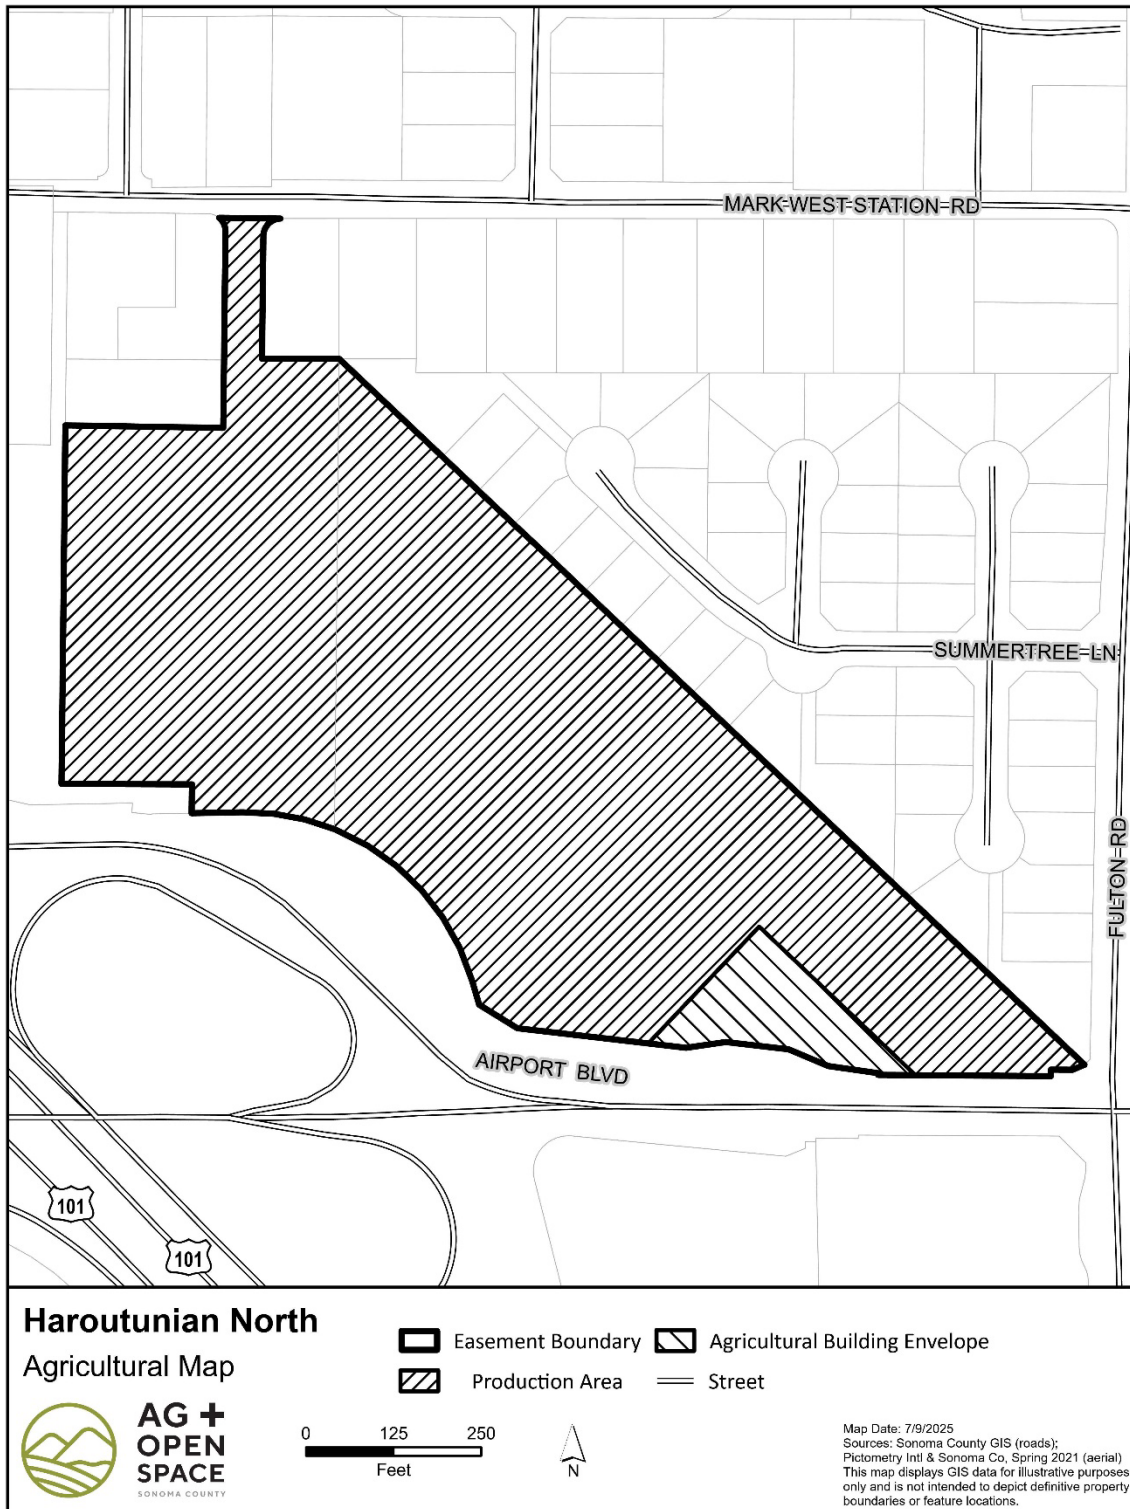 MARK WEST STATION RD
SUMMERTREE LN
FULTON RD
AIRPORT BLVD
101
101
Haroutunian North
Agricultural Map
Easement Boundary
Agricultural Building Envelope
Production Area
Street
AG +
OPEN
SPACE
SONOMA COUNTY
0 125 250
Feet
N
Map Date: 7/9/2025
Sources: Sonoma County GIS (roads);
Pictometry Intl & Sonoma Co, Spring 2021 (aerial)
This map displays GIS data for illustrative purposes
only and is not intended to depict definitive property
boundaries or feature locations.